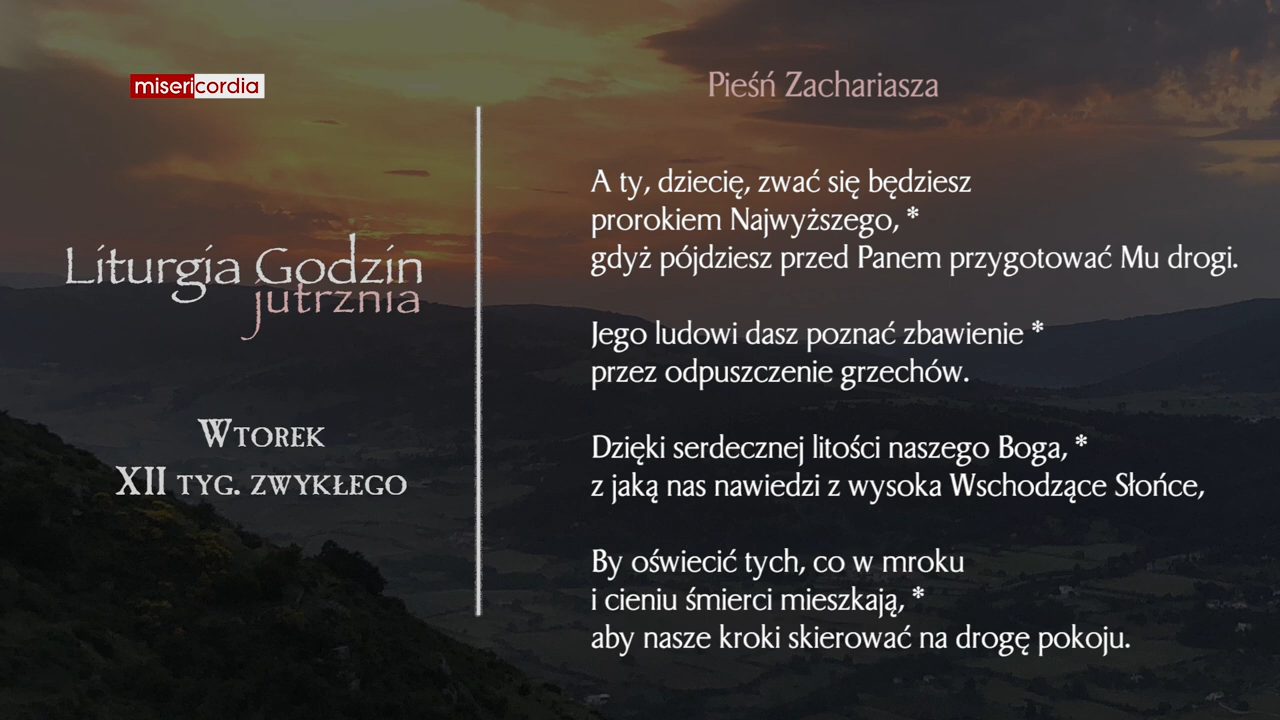 misericordia
Liturgia Godzin
jutrznia
Wtorek
XII tyg. zwykłego
Pieśń Zachariasza
A ty, dziecię, zwać się będziesz
prorokiem Najwyższego, *
gdyż pójdziesz przed Panem przygotować Mu drogi.
Jego ludowi dasz poznać zbawienie *
przez odpuszczenie grzechów.
Dzięki serdecznej litości naszego Boga, *
z jaką nas nawiedzi z wysoka Wschodzące Słońce,
By oświecić tych, co w mroku
i cieniu śmierci mieszkają, *
aby nasze kroki skierować na drogę pokoju.